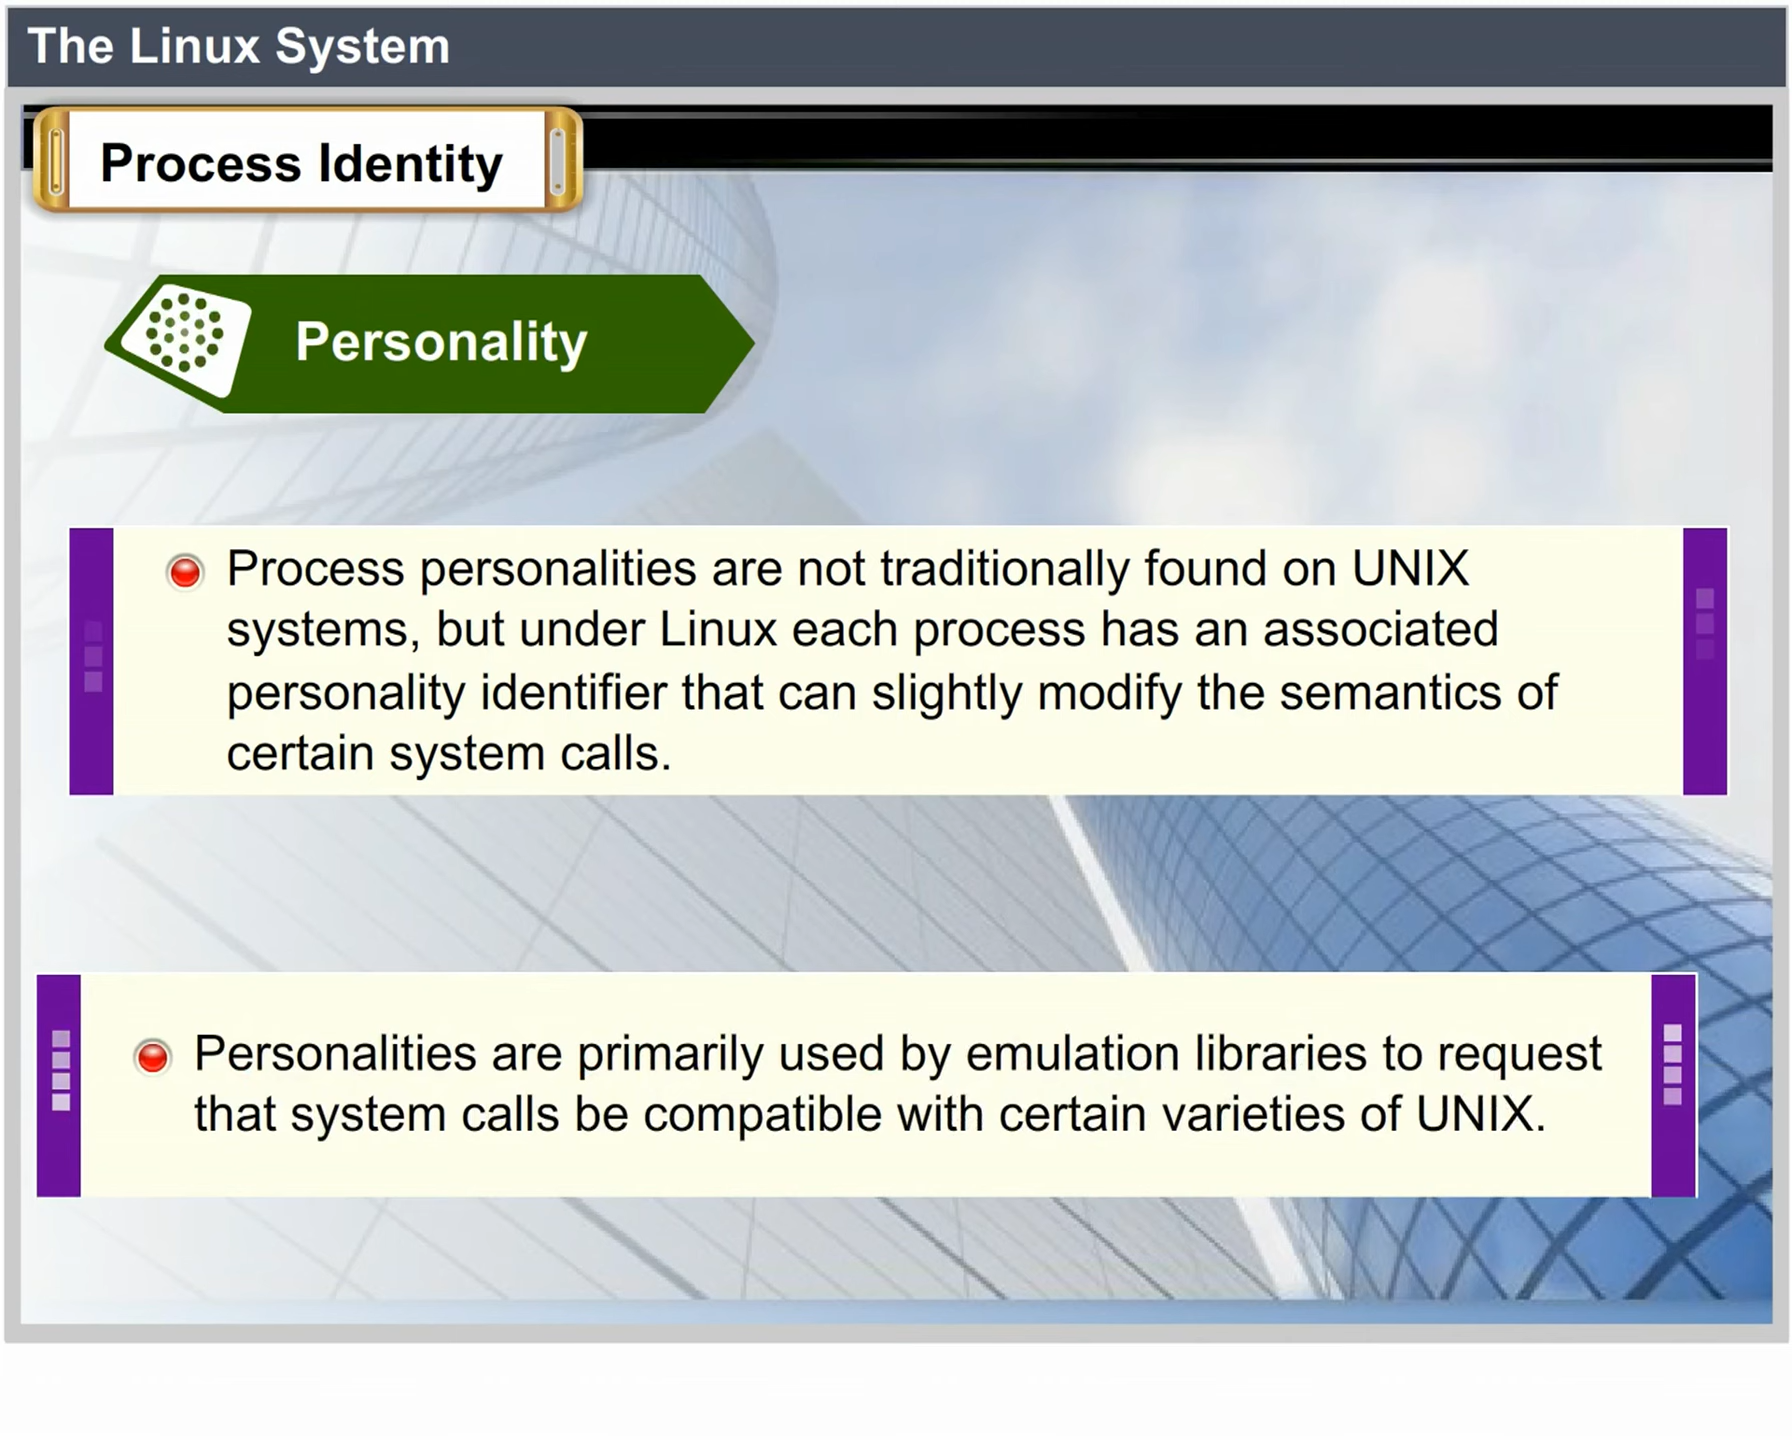 The Linux System
Process Identity
Personality
Process personalities are not traditionally found on UNIX
systems, but under Linux each process has an associated
personality identifier that can slightly modify the semantics of
certain system calls.
Personalities are primarily used by emulation libraries to request
that system calls be compatible with certain varieties of UNIX.